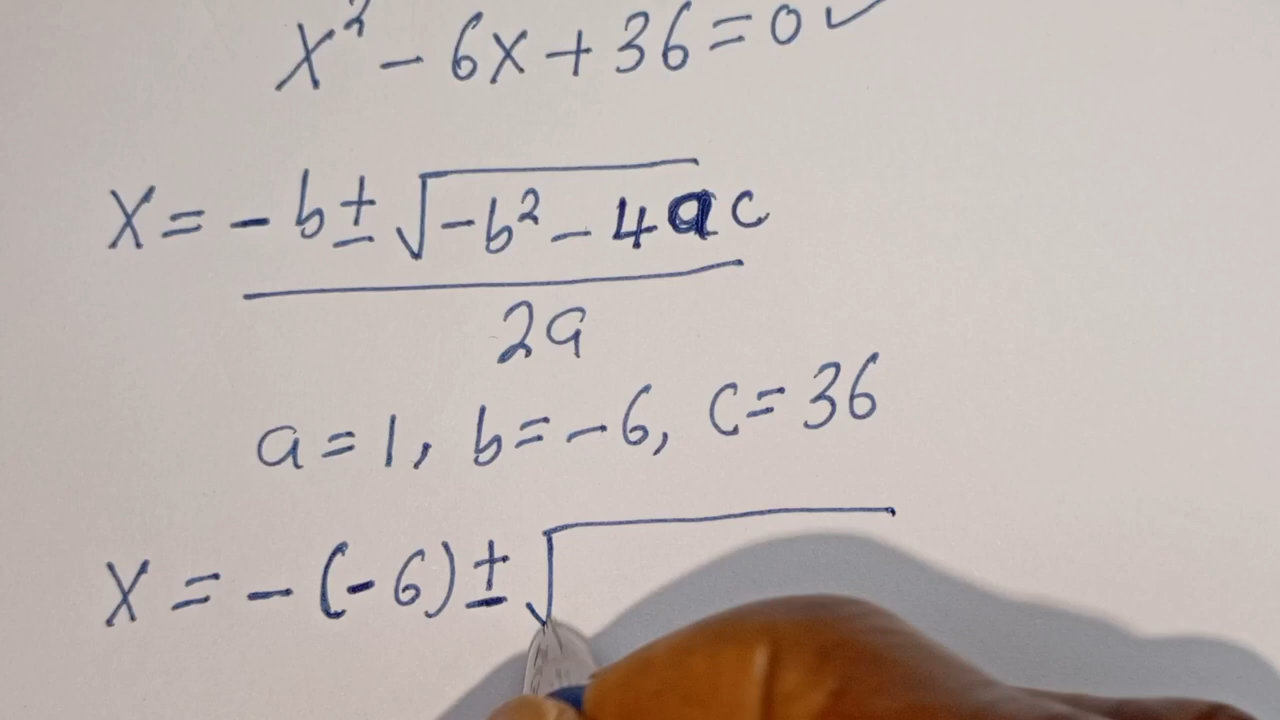 x² - 6x + 36 = 0 ✓
x = -b ± √-b² - 4ac
2a
a = 1, b = -6, c = 36
x = -(-6) ± √